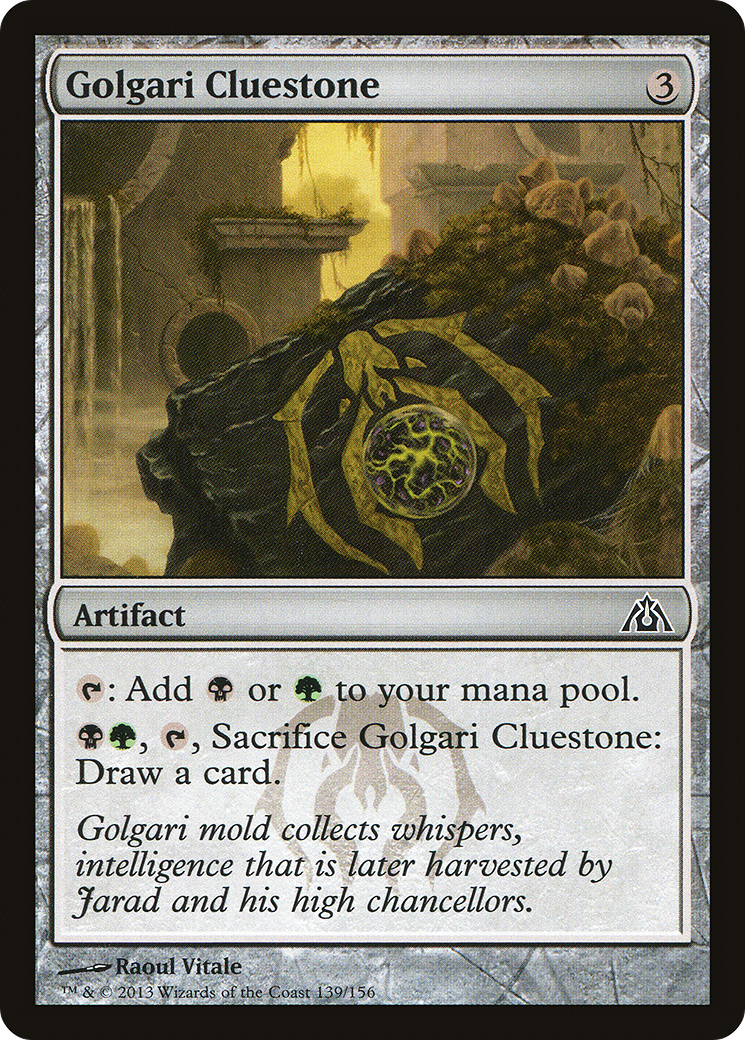 Golgari Cluestone 3
Artifact
: Add or to your mana pool.
, , Sacrifice Golgari Cluestone:
Draw a card.
Golgari mold collects whispers,
intelligence that is later harvested by
Jarad and his high chancellors.
Raoul Vitale
™ & © 2013 Wizards of the Coast 139/156